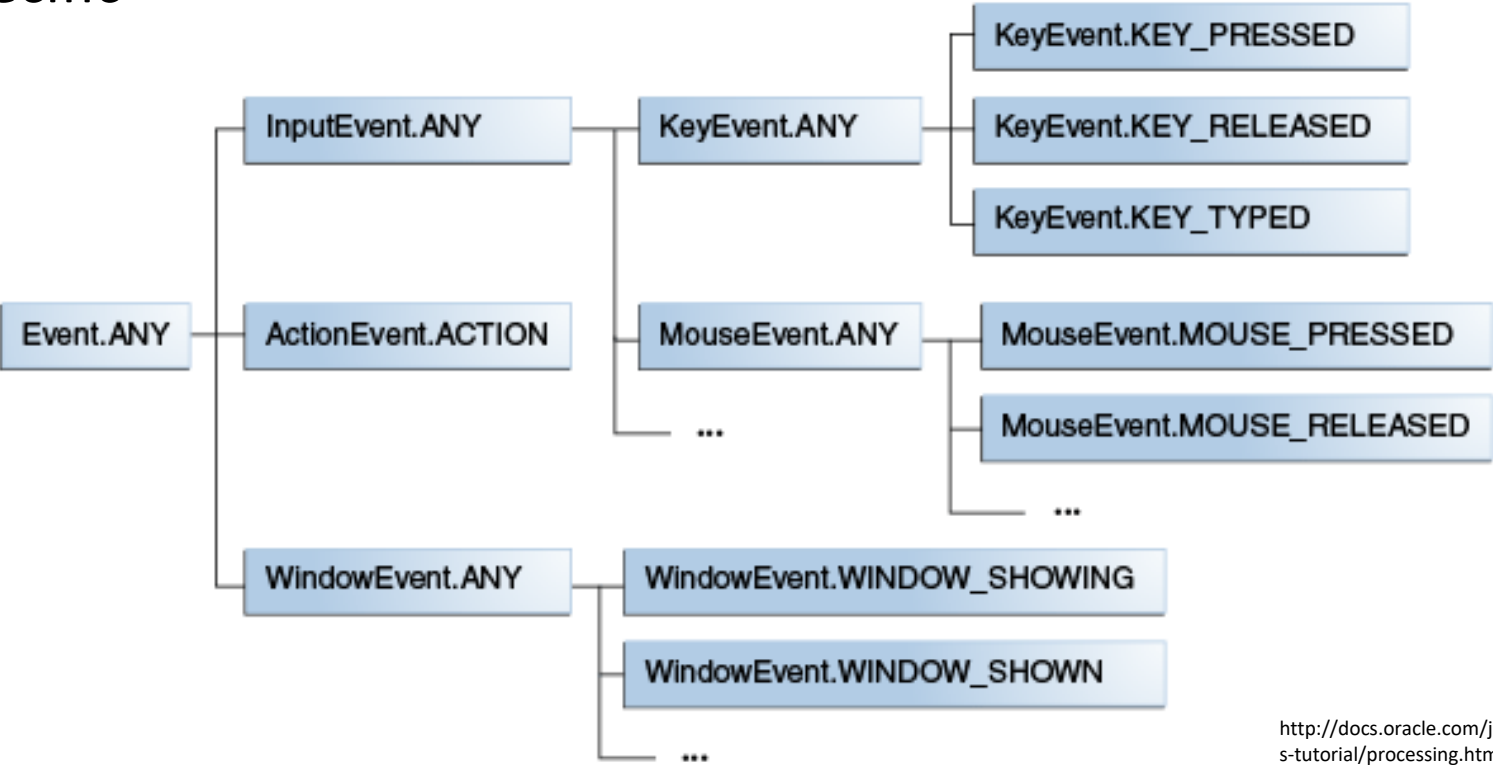 KeyEvent.KEY_PRESSED
InputEvent.ANY
KeyEvent.ANY
KeyEvent.KEY_RELEASED
KeyEvent.KEY_TYPED
Event.ANY
ActionEvent.ACTION
MouseEvent.ANY
MouseEvent.MOUSE_PRESSED
MouseEvent.MOUSE_RELEASED
...
...
WindowEvent.ANY
WindowEvent.WINDOW_SHOWING
WindowEvent.WINDOW_SHOWN
...
http://docs.oracle.com/j
s-tutorial/processing.htm